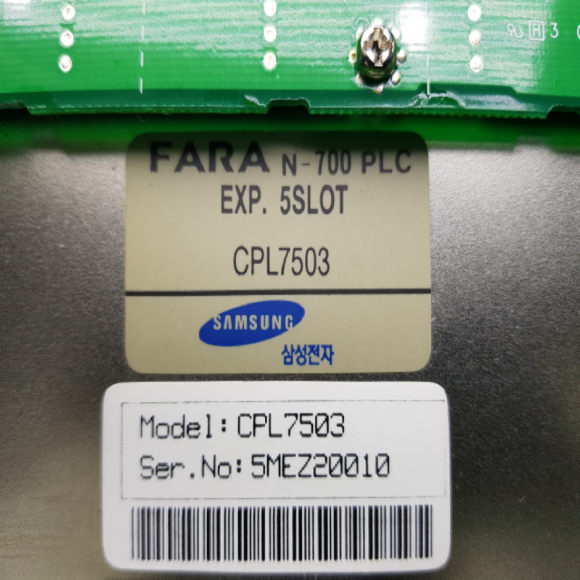 FARA N-700 PLC
EXP. 5SLOT
CPL7503
SAMSUNG
삼성전자
Model: CPL7503
Ser.No: 5MEZ20010